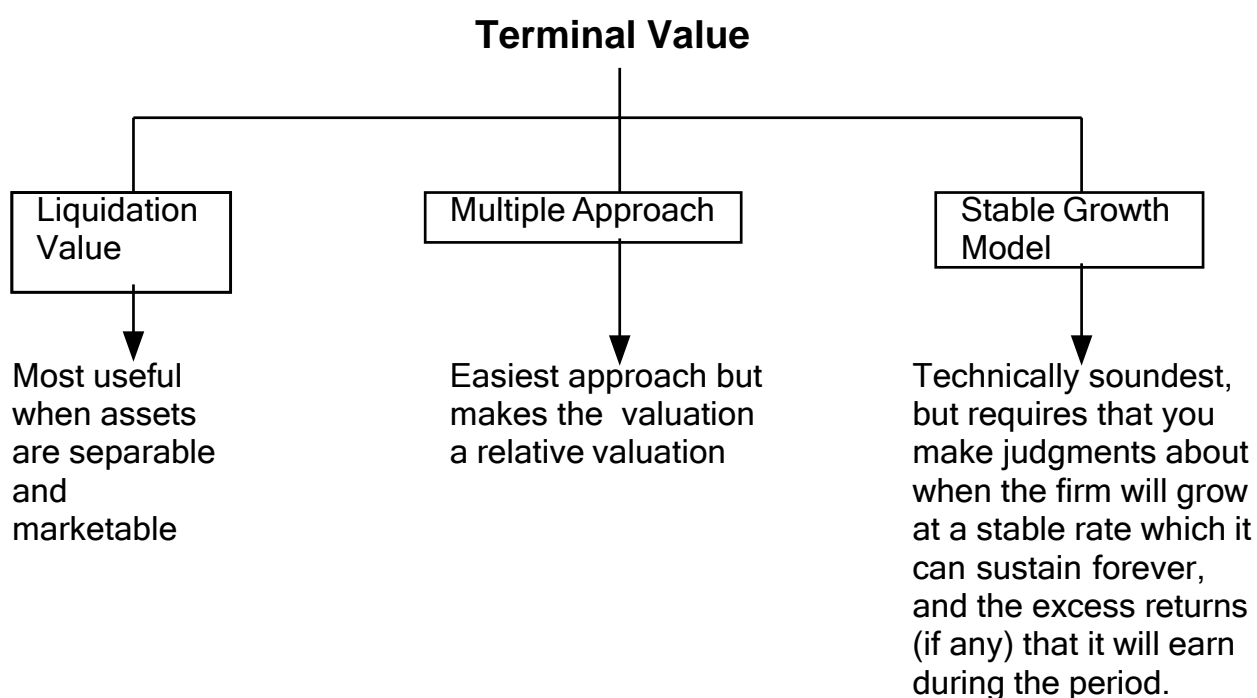 Terminal Value
Liquidation
Value
Multiple Approach
Stable Growth
Model
Most useful
when assets
are separable
and
marketable
Easiest approach but
makes the  valuation
a relative valuation
Technically soundest,
but requires that you
make judgments about
when the firm will grow
at a stable rate which it
can sustain forever,
and the excess returns
(if any) that it will earn
during the period.